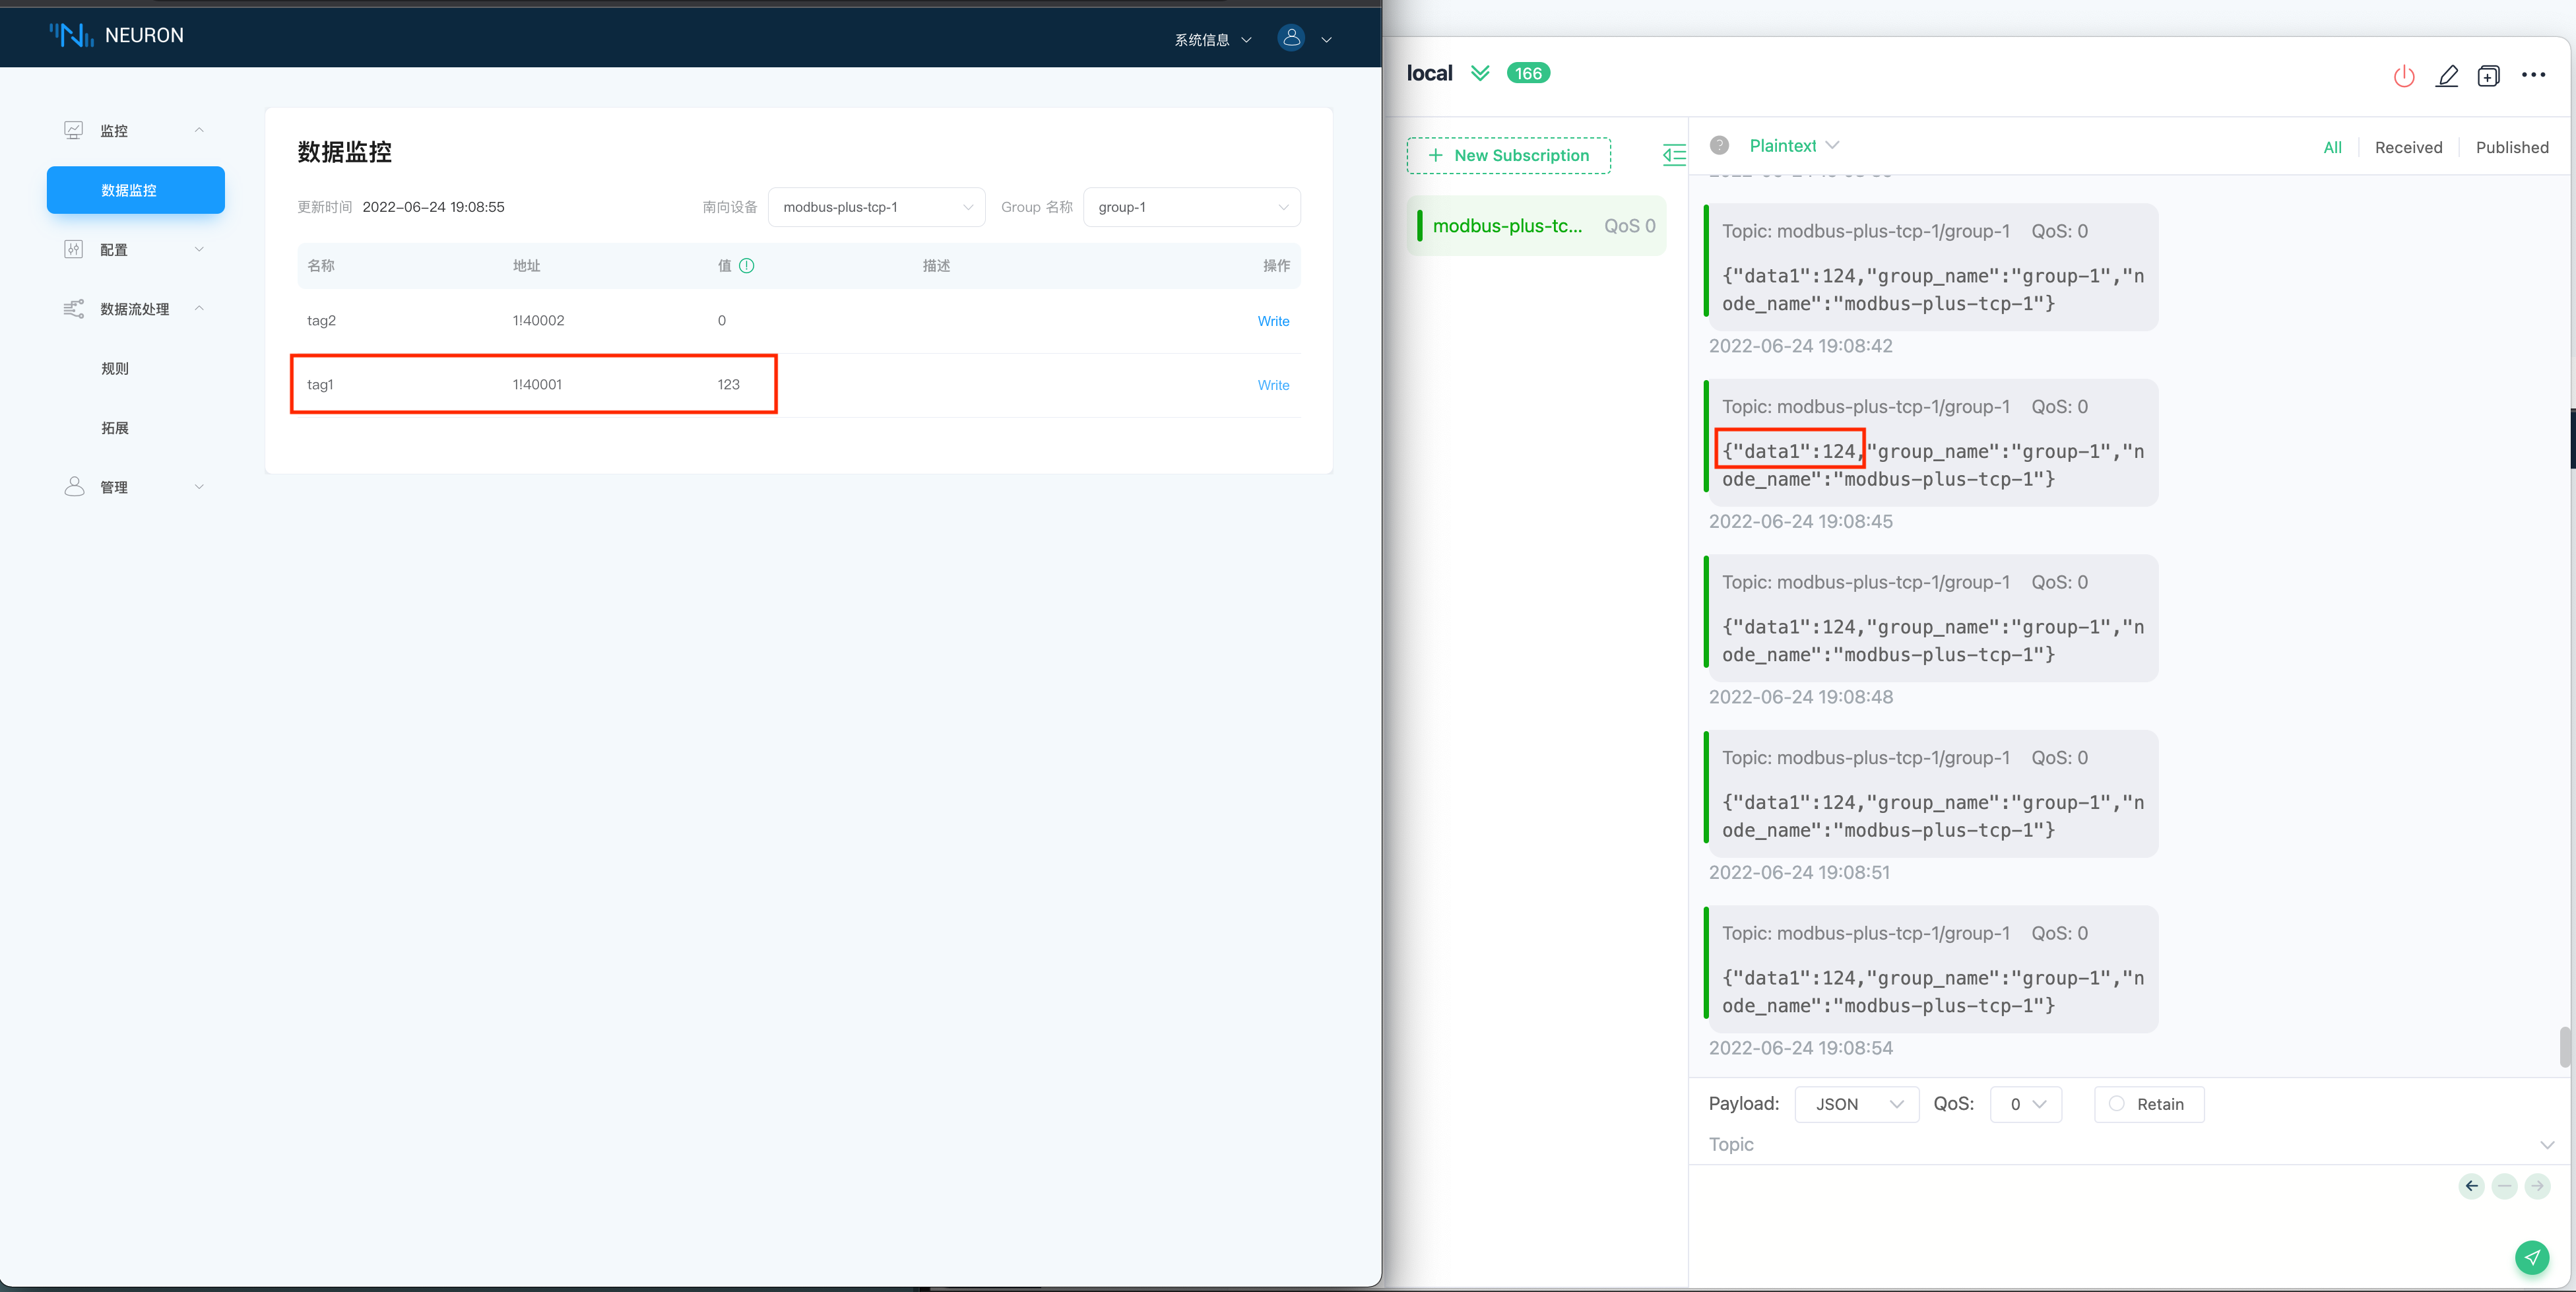 NEURON
系统信息
监控
数据监控
配置
数据流处理
规则
拓展
管理
数据监控
更新时间 2022-06-24 19:08:55 南向设备 modbus-plus-tcp-1 Group 名称 group-1
名称 地址 值 描述 操作
tag2 1!40002 0 Write
tag1 1!40001 123 Write
local 166
New Subscription
modbus-plus-tc... QoS 0
Plaintext All Received Published
Topic: modbus-plus-tcp-1/group-1 QoS: 0
{"data1":124,"group_name":"group-1","n
ode_name":"modbus-plus-tcp-1"}
2022-06-24 19:08:42
Topic: modbus-plus-tcp-1/group-1 QoS: 0
{"data1":124,"group_name":"group-1","n
ode_name":"modbus-plus-tcp-1"}
2022-06-24 19:08:45
Topic: modbus-plus-tcp-1/group-1 QoS: 0
{"data1":124,"group_name":"group-1","n
ode_name":"modbus-plus-tcp-1"}
2022-06-24 19:08:48
Topic: modbus-plus-tcp-1/group-1 QoS: 0
{"data1":124,"group_name":"group-1","n
ode_name":"modbus-plus-tcp-1"}
2022-06-24 19:08:51
Topic: modbus-plus-tcp-1/group-1 QoS: 0
{"data1":124,"group_name":"group-1","n
ode_name":"modbus-plus-tcp-1"}
2022-06-24 19:08:54
Payload: JSON QoS: 0 Retain
Topic